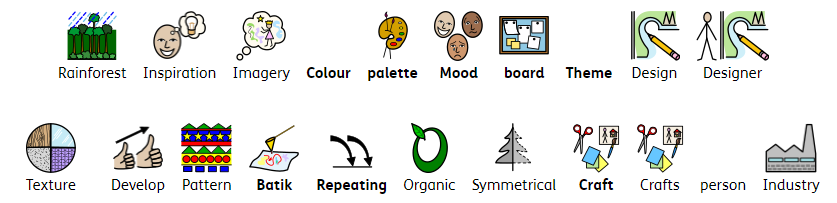 Rainforest Inspiration Imagery Colour palette Mood board Theme Design Designer
Texture Develop Pattern Batik Repeating Organic Symmetrical Craft Crafts person Industry